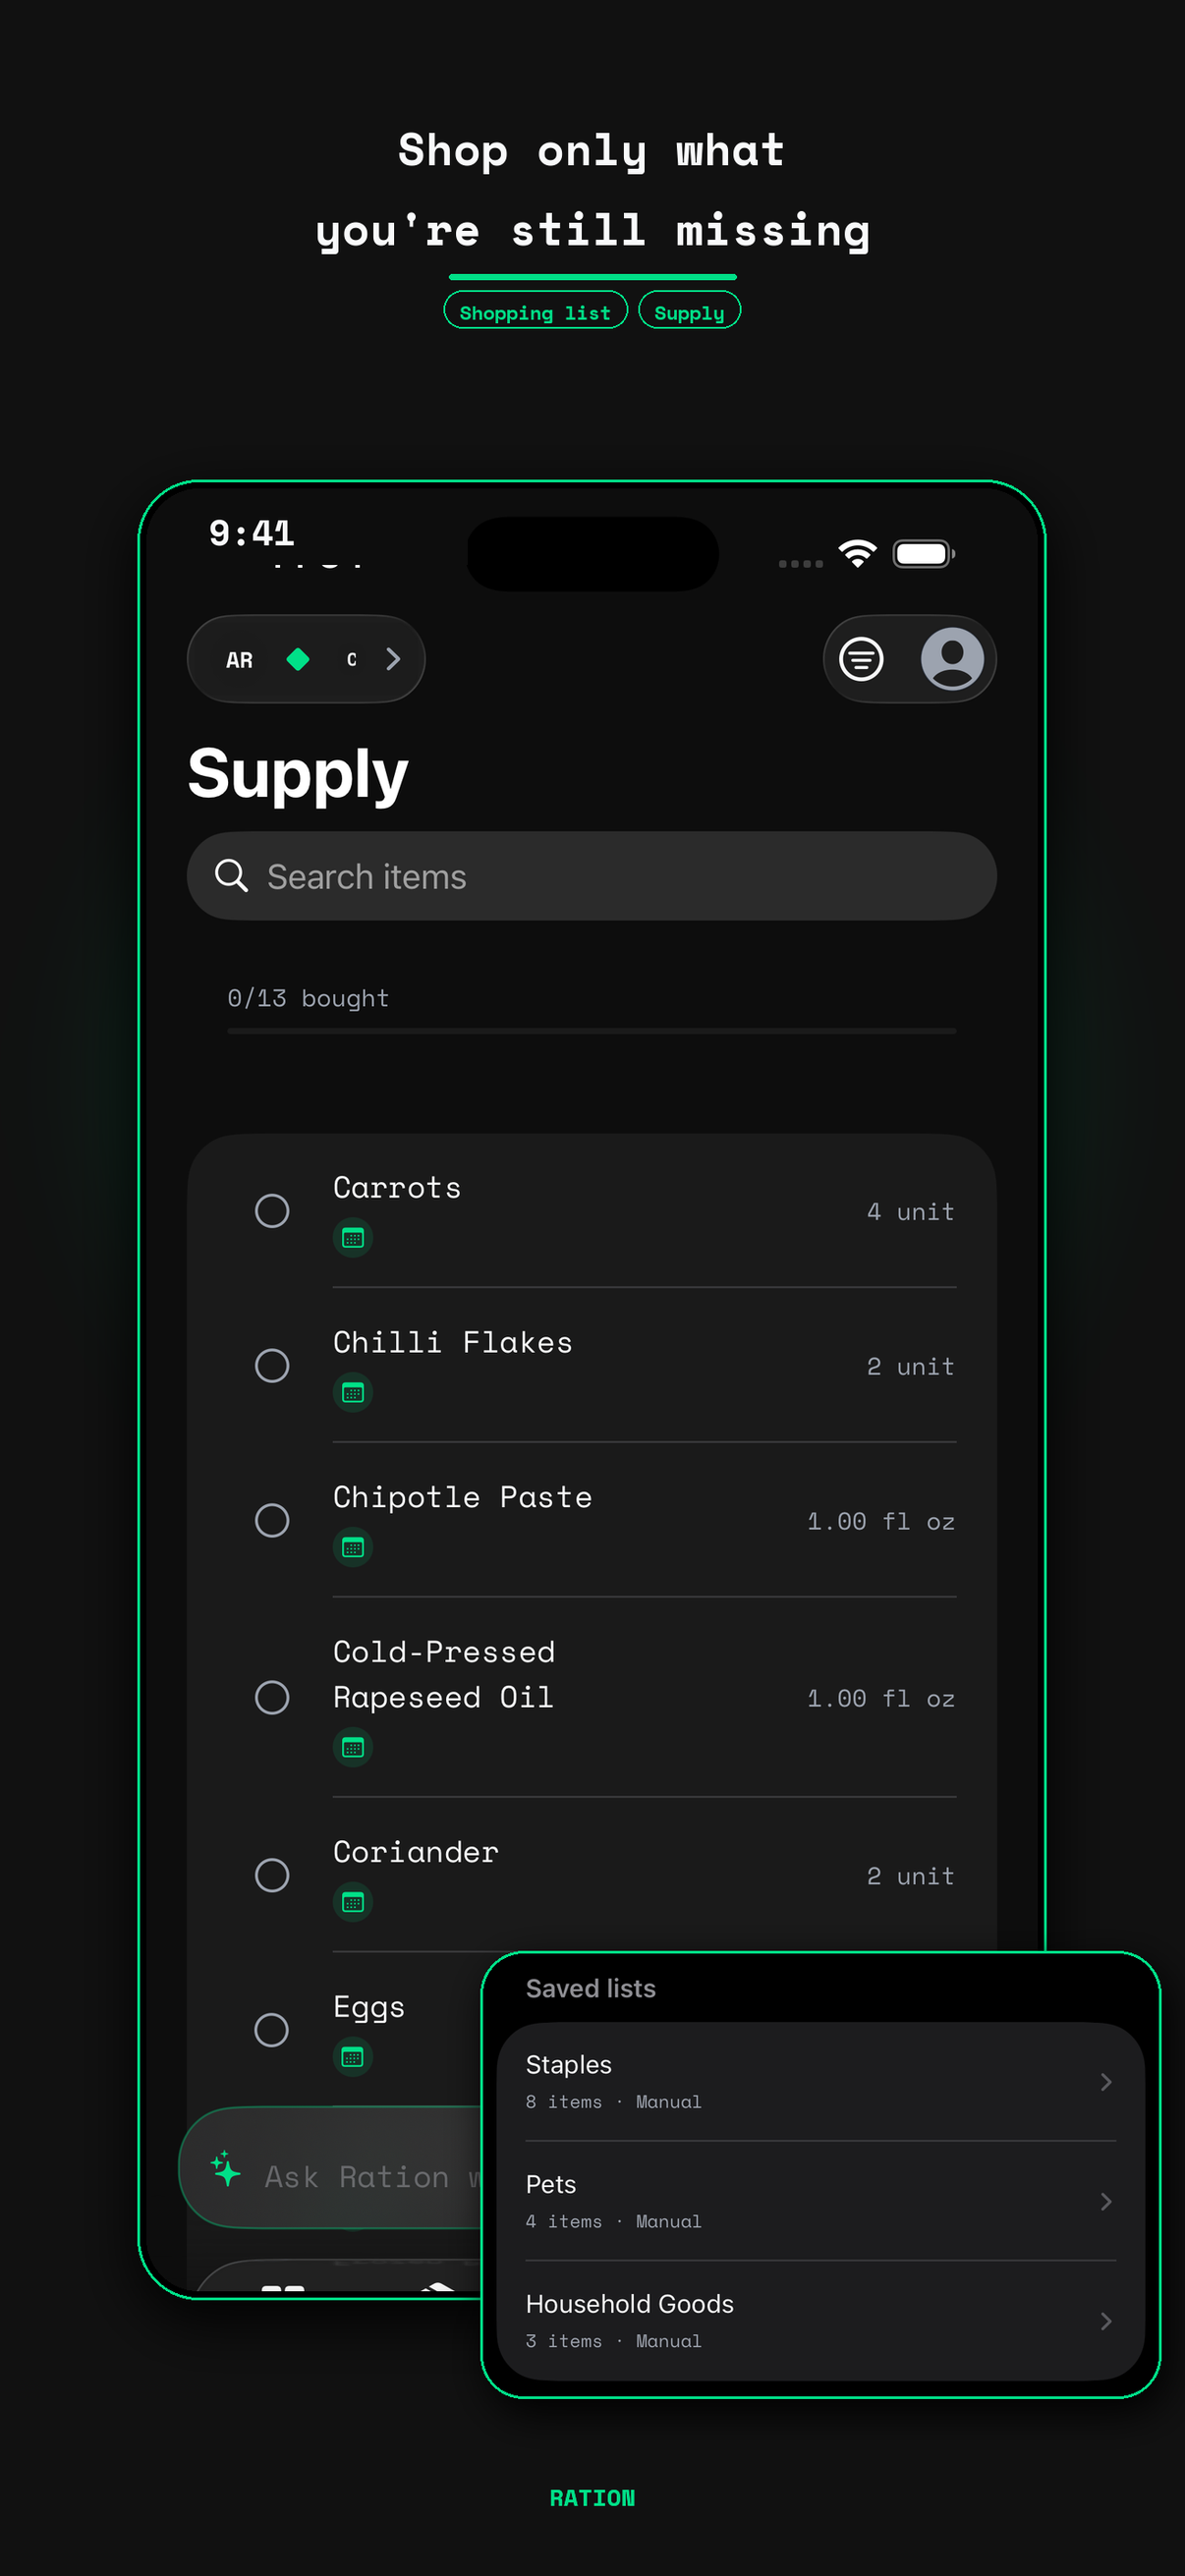 Shop only what
you're still missing
Shopping list Supply
9:41
AR
Supply
Search items
0/13 bought
Carrots
4 unit
Chilli Flakes
2 unit
Chipotle Paste
1.00 fl oz
Cold-Pressed
Rapeseed Oil
1.00 fl oz
Coriander
2 unit
Eggs
Ask Ration
Saved lists
Staples
8 items · Manual
Pets
4 items · Manual
Household Goods
3 items · Manual
RATION